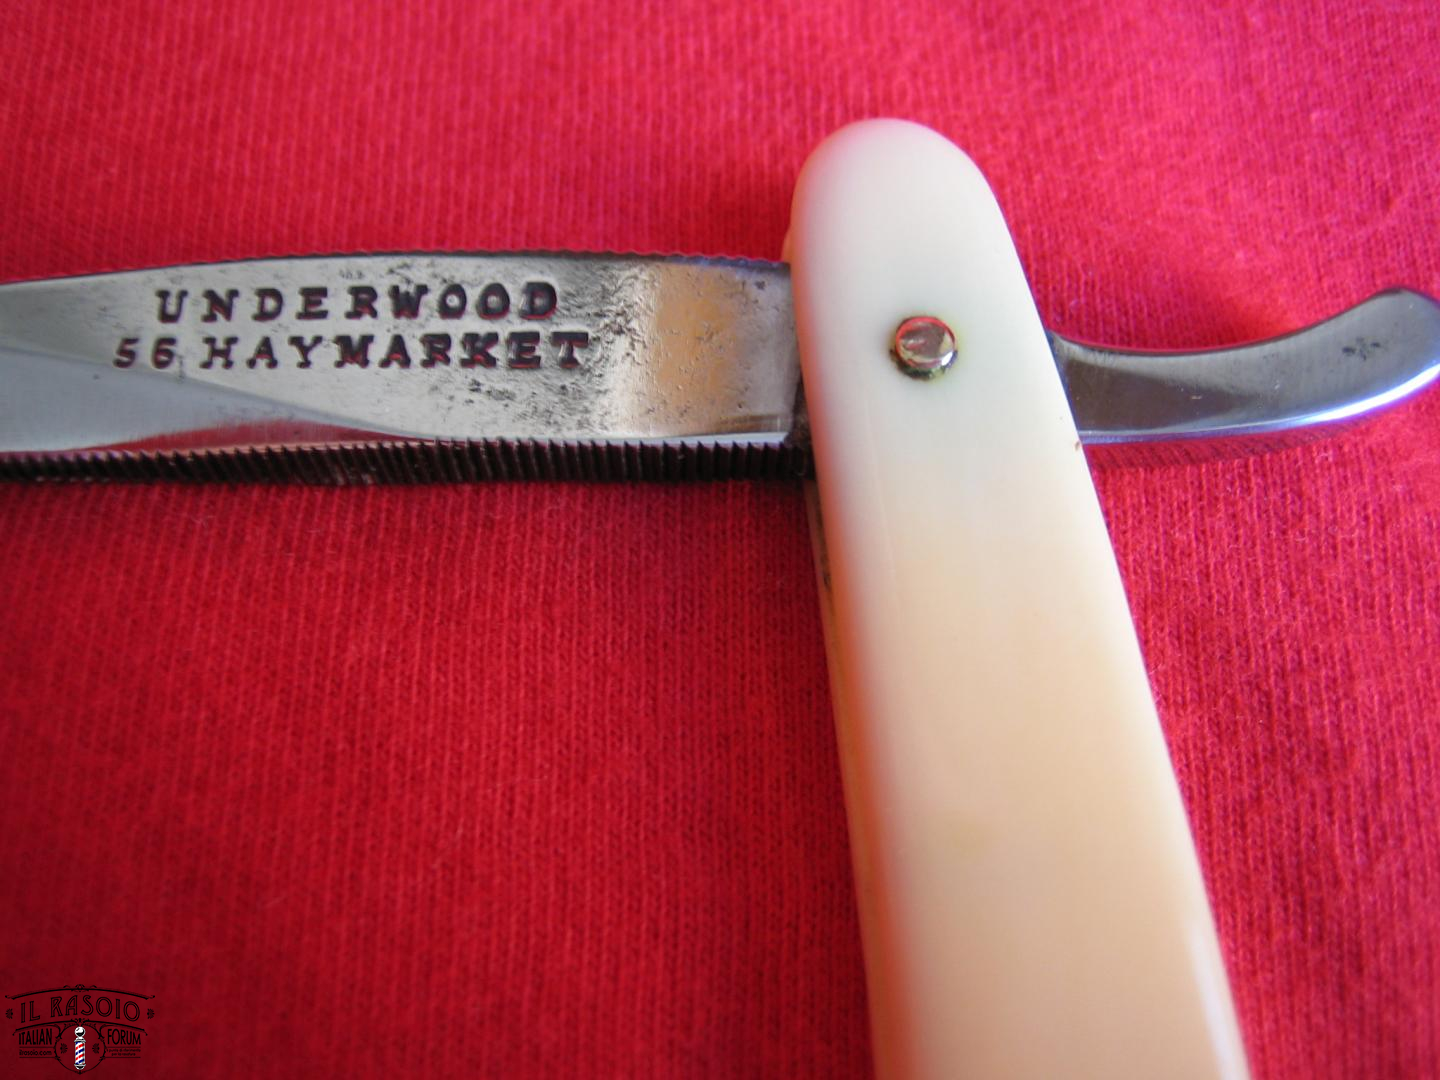 UNDERWOOD
56 HAYMARKET
IL RASOIO
ITALIAN FORUM